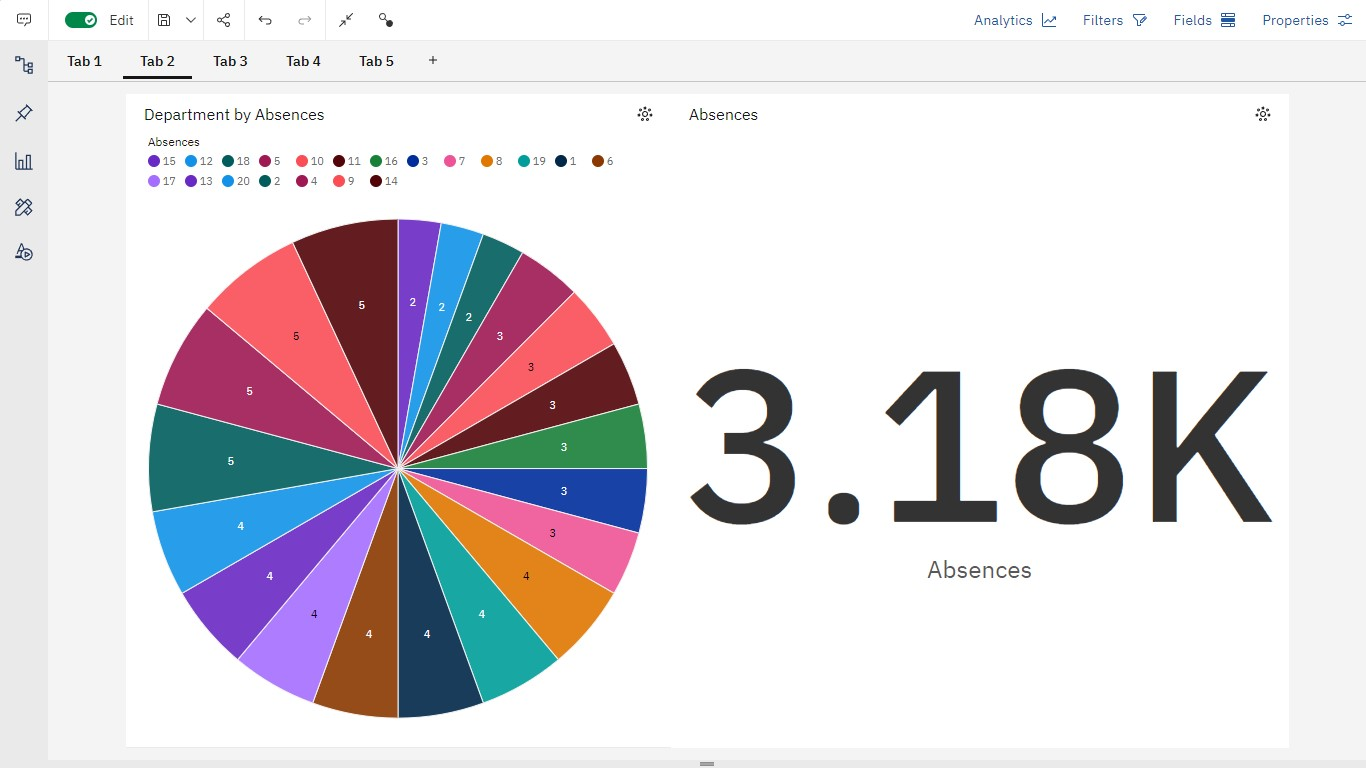 Edit Analytics Filters Fields Properties
Tab 1 Tab 2 Tab 3 Tab 4 Tab 5 +
Department by Absences
Absences
15 12 18 5 10 11 16 3 7 8 19 1 6
17 13 20 2 4 9 14
2
2
2
3
3
3
3
3
3
4
4
4
4
4
4
4
5
5
5
5
Absences
3.18K
Absences